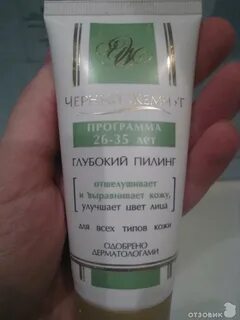 ЧЕРНЫЙ ЖЕМЧУГ
ПРОГРАММА
26-35 лет
ГЛУБОКИЙ ПИЛИНГ
отшелушивает
и выравнивает кожу,
улучшает цвет лица
для всех типов кожи
ОДОБРЕНО
ДЕРМАТОЛОГАМИ
отзовик